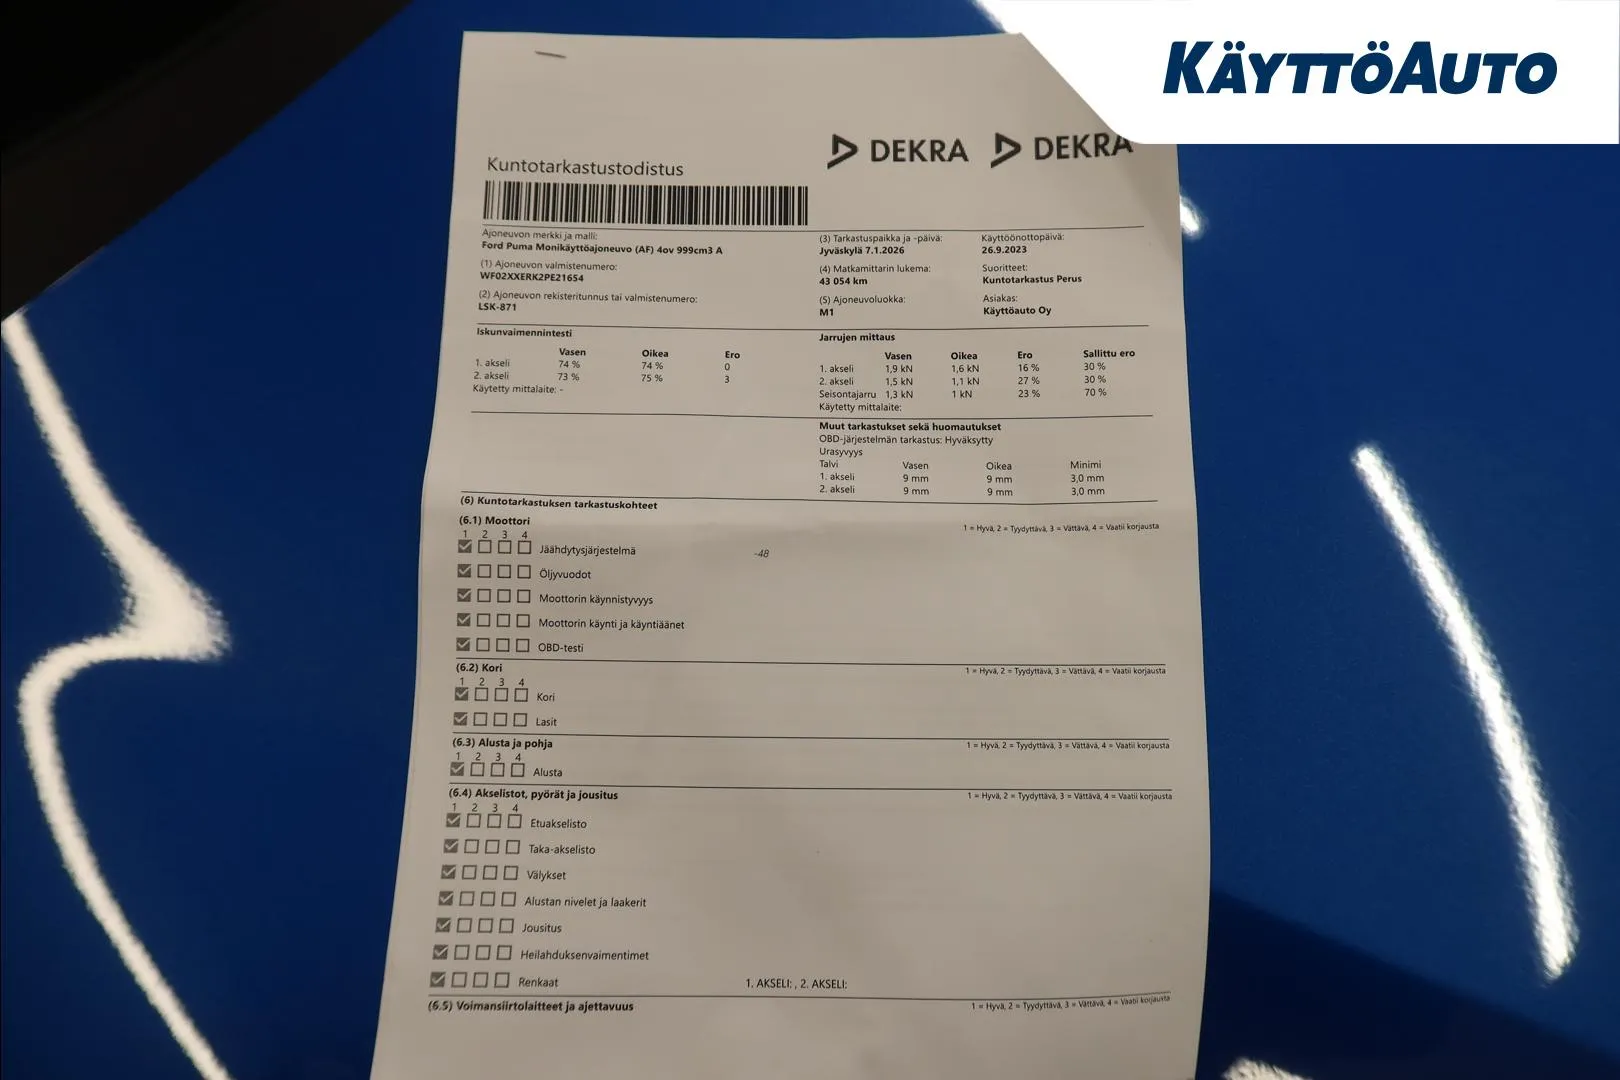 KÄYTTÖAUTO
DEKRA DEKRA
Kuntotarkastustodistus
Ajoneuvon merkki ja malli:
Ford Puma Monikäyttöajoneuvo (AF) 4ov 999cm3 A
(1) Ajoneuvon valmistenumero:
WF02XXERK2PE21654
(2) Ajoneuvon rekisteritunnus tai valmistenumero:
LSK-871
(3) Tarkastuspaikka ja -päivä:
Jyväskylä 7.1.2026
(4) Matkamittarin lukema:
43 054 km
(5) Ajoneuvoluokka:
M1
Käyttöönottopäivä:
26.9.2023
Suoritteet:
Kuntotarkastus Perus
Asiakas:
Käyttöauto Oy
Iskunvaimennintesti
Vasen Oikea Ero
1. akseli 74 % 74 % 0
2. akseli 73 % 75 % 3
Käytetty mittalaite: -
Jarrujen mittaus
Vasen Oikea Ero Sallittu ero
1. akseli 1,9 kN 1,6 kN 16 % 30 %
2. akseli 1,5 kN 1,1 kN 27 % 30 %
Seisontajarru 1,3 kN 1 kN 23 % 70 %
Käytetty mittalaite:
Muut tarkastukset sekä huomautukset
OBD-järjestelmän tarkastus: Hyväksytty
Urasyvyys
Talvi Vasen Oikea Minimi
1. akseli 9 mm 9 mm 3,0 mm
2. akseli 9 mm 9 mm 3,0 mm
(6) Kuntotarkastuksen tarkastuskohteet
(6.1) Moottori 1 = Hyvä, 2 = Tyydyttävä, 3 = Vättävä, 4 = Vaatii korjausta
1 2 3 4
Jäähdytysjärjestelmä -48
Öljyvuodot
Moottorin käynnistyvyys
Moottorin käynti ja käyntiäänet
OBD-testi
(6.2) Kori 1 = Hyvä, 2 = Tyydyttävä, 3 = Vättävä, 4 = Vaatii korjausta
1 2 3 4
Kori
Lasit
(6.3) Alusta ja pohja 1 = Hyvä, 2 = Tyydyttävä, 3 = Vättävä, 4 = Vaatii korjausta
1 2 3 4
Alusta
(6.4) Akselistot, pyörät ja jousitus 1 = Hyvä, 2 = Tyydyttävä, 3 = Vättävä, 4 = Vaatii korjausta
1 2 3 4
Etuakselisto
Taka-akselisto
Välykset
Alustan nivelet ja laakerit
Jousitus
Heilahduksenvaimentimet
Renkaat 1. AKSELI: , 2. AKSELI:
(6.5) Voimansiirtolaitteet ja ajettavuus 1 = Hyvä, 2 = Tyydyttävä, 3 = Vättävä, 4 = Vaatii korjausta